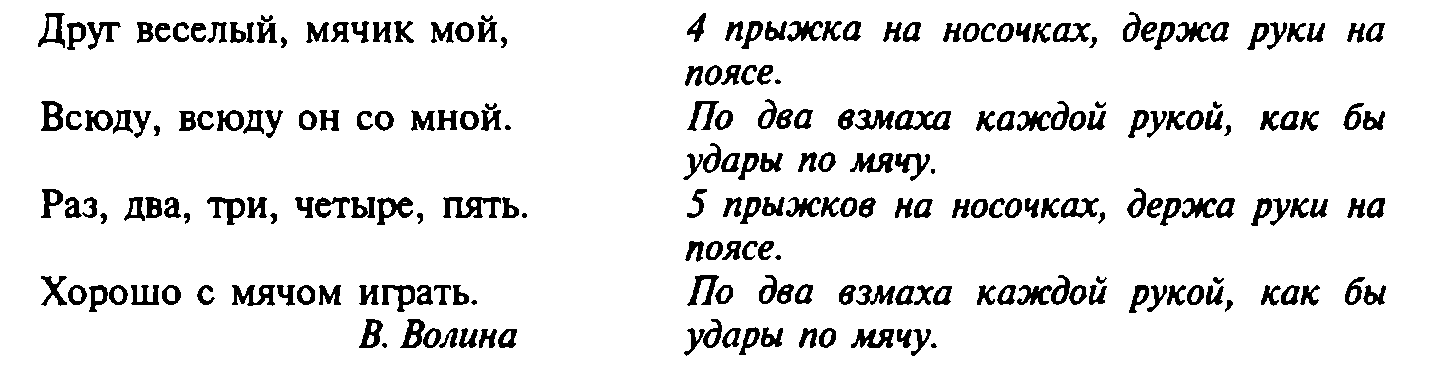 Друг веселый, мячик мой,
4 прыжка на носочках, держа руки на
поясе.
Всюду, всюду он со мной.
По два взмаха каждой рукой, как бы
удары по мячу.
Раз, два, три, четыре, пять.
5 прыжков на носочках, держа руки на
поясе.
Хорошо с мячом играть.
По два взмаха каждой рукой, как бы
В. Волина
удары по мячу.